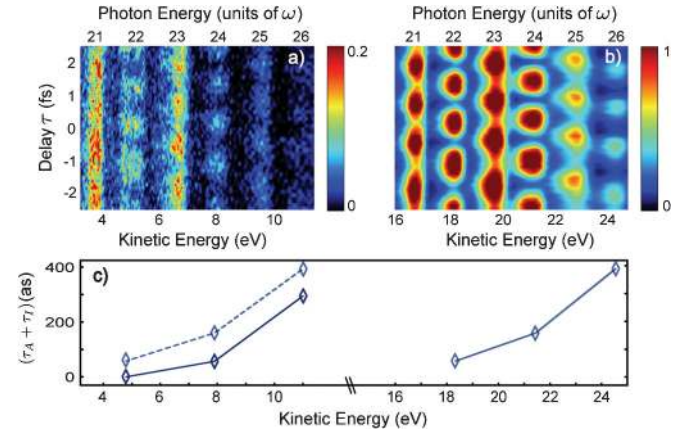 Photon Energy (units of ω)
21 22 23 24 25 26
a)
0.2
0
2
1
0
-1
-2
Delay τ (fs)
4 6 8 10
Kinetic Energy (eV)
Photon Energy (units of ω)
21 22 23 24 25 26
b)
1
0
16 18 20 22 24
Kinetic Energy (eV)
c)
400
200
0
(τA + τI) (as)
4 6 8 10 12 16 18 20 22 24
Kinetic Energy (eV)